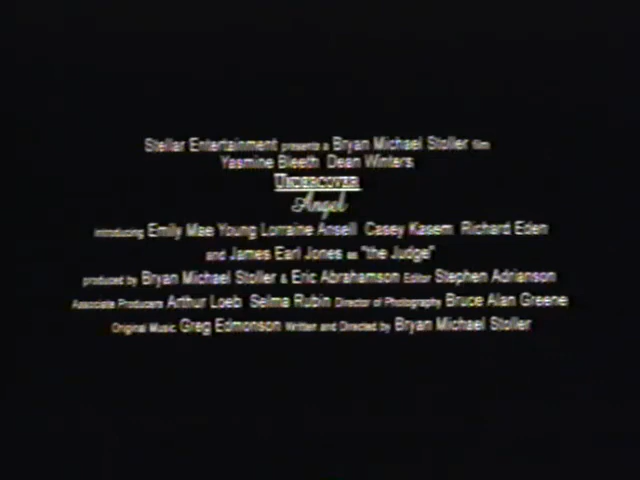 Stellar Entertainment presents a Bryan Michael Stoller film
Yasmine Bleeth Dean Winters
UNDERCOVER
Angel
introducing Emily Mae Young Lorraine Ansell Casey Kasem Richard Eden
and James Earl Jones as "the Judge"
produced by Bryan Michael Stoller & Eric Abrahamson Editor Stephen Adrianson
Associate Producers Arthur Loeb Selma Rubin Director of Photography Bruce Alan Greene
Original Music Greg Edmonson Written and Directed by Bryan Michael Stoller